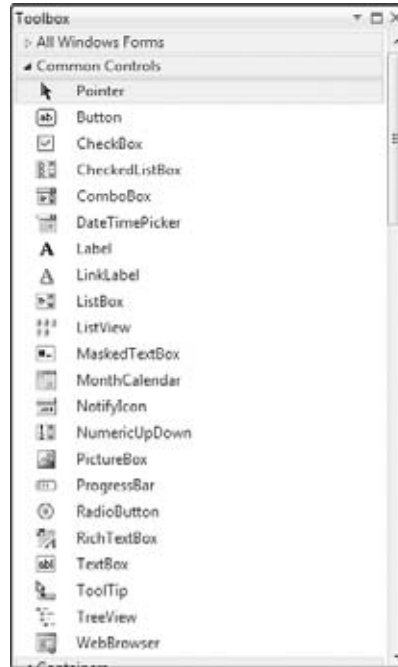 Toolbox
All Windows Forms
Common Controls
Pointer
Button
CheckBox
CheckedListBox
ComboBox
DateTimePicker
Label
LinkLabel
ListBox
ListView
MaskedTextBox
MonthCalendar
NotifyIcon
NumericUpDown
PictureBox
ProgressBar
RadioButton
RichTextBox
TextBox
ToolTip
TreeView
WebBrowser
Containers